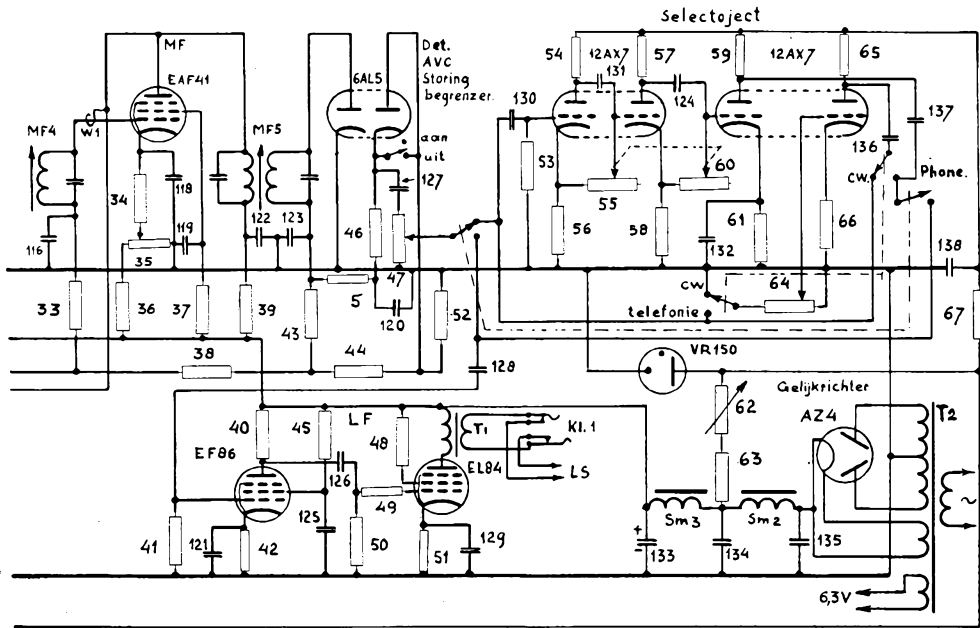 Selectoject
MF
EAF41
W1
MF4
MF5
6AL5
Det.
AVC
Storing
begrenzer.
aan
uit
127
54
12AX7
131
57
124
59
12AX7
65
130
53
137
136
CW.
Phone.
34
118
119
35
116
122
123
46
47
55
60
56
58
132
61
66
138
33
36
37
39
43
5
120
52
64
CW
telefonie
67
38
44
128
VR150
62
63
Gelijkrichter
AZ4
T2
40
45
LF
48
T1
Kl.1
LS
EF86
126
EL84
49
41
121
42
125
50
51
129
+
-
133
Sm3
134
Sm2
135
~
6,3V